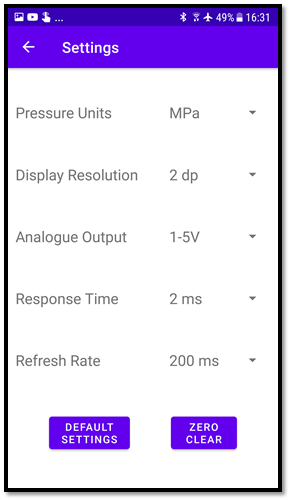 ... 49% 16:31
Settings
Pressure Units MPa
Display Resolution 2 dp
Analogue Output 1-5V
Response Time 2 ms
Refresh Rate 200 ms
DEFAULT SETTINGS
ZERO CLEAR